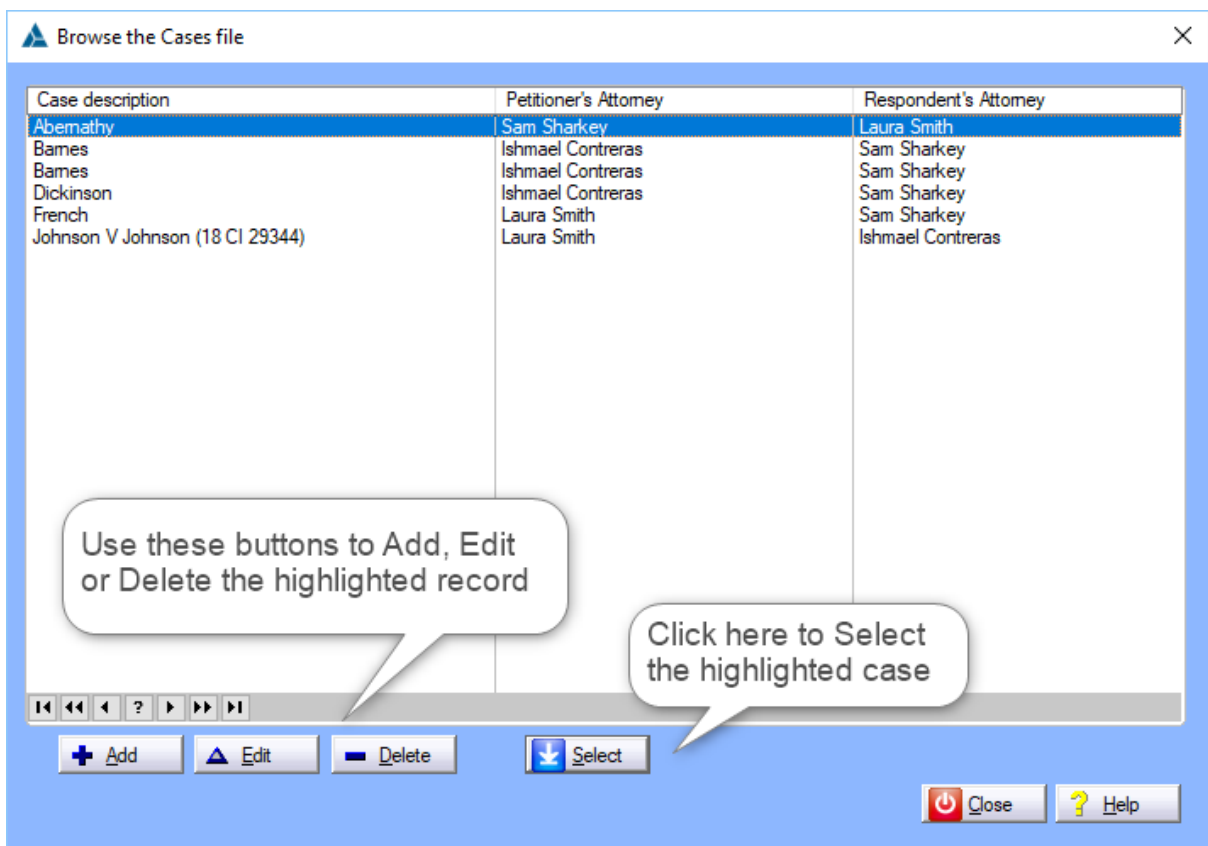 Browse the Cases file
Case description Petitioner's Attorney Respondent's Attorney
Abernathy Sam Sharkey Laura Smith
Barnes Ishmael Contreras Sam Sharkey
Barnes Ishmael Contreras Sam Sharkey
Dickinson Ishmael Contreras Sam Sharkey
French Laura Smith Sam Sharkey
Johnson V Johnson (18 CI 29344) Laura Smith Ishmael Contreras
Use these buttons to Add, Edit
or Delete the highlighted record
Click here to Select
the highlighted case
?
Add Edit Delete Select
Close Help